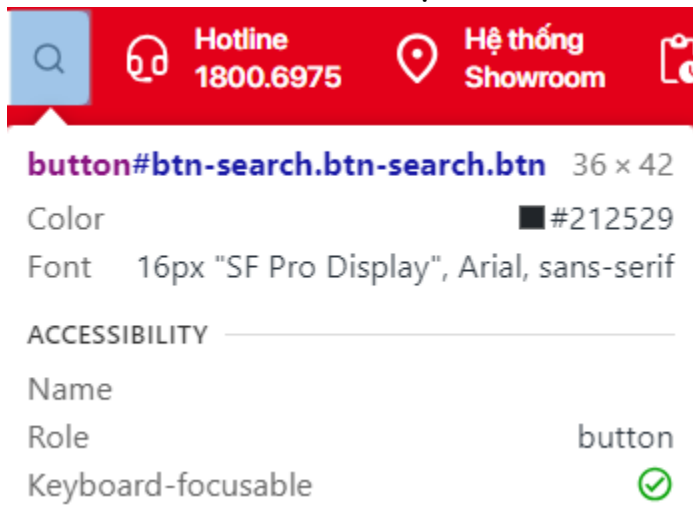 Hotline
1800.6975
Hệ thống
Showroom
button#btn-search.btn-search.btn 36 × 42
Color #212529
Font 16px "SF Pro Display", Arial, sans-serif
ACCESSIBILITY
Name
Role button
Keyboard-focusable